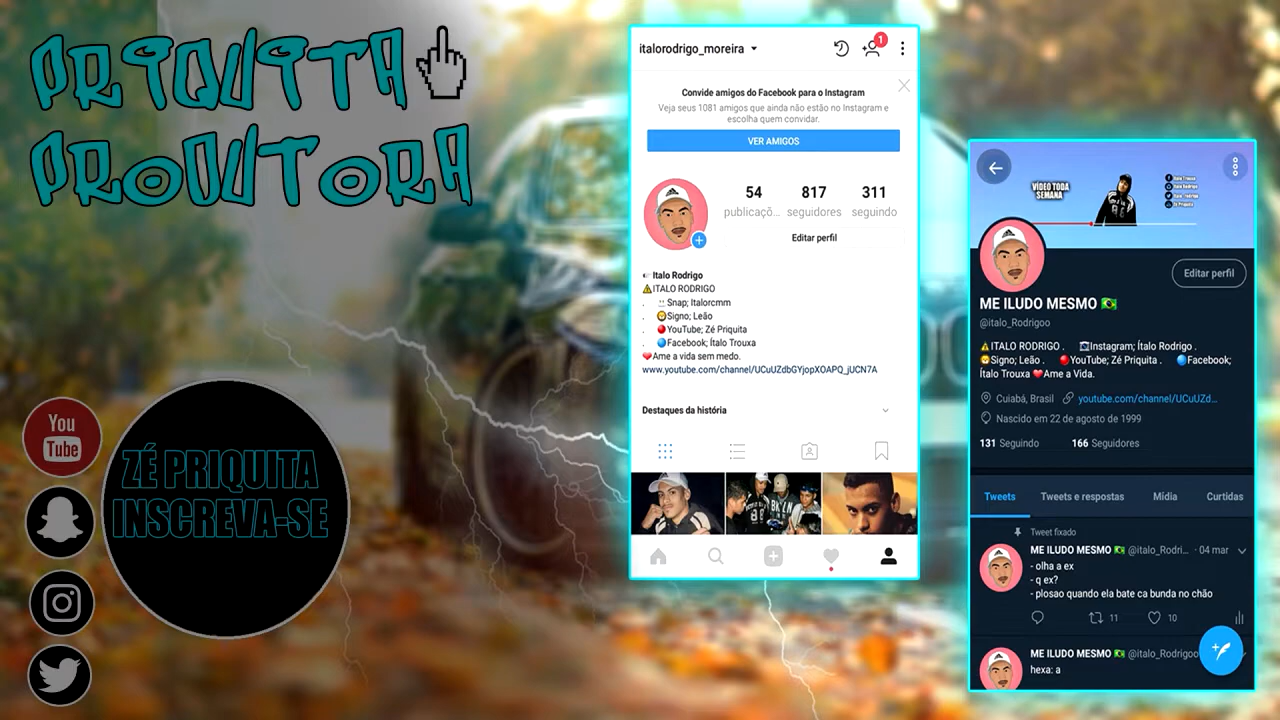 PRIQUITA
PRODUTORA
You
Tube
ZÉ PRIQUITA
INSCREVA-SE
italorodrigo_moreira
1
Convide amigos do Facebook para o Instagram
Veja seus 1081 amigos que ainda não estão no Instagram e
escolha quem convidar.
VER AMIGOS
54 817 311
publicaçõ... seguidores seguindo
Editar perfil
Italo Rodrigo
⚠ITALO RODRIGO
. Snap; Italorcmm
. Signo; Leão
. YouTube; Zé Priquita
. Facebook; Ítalo Trouxa
❤Ame a vida sem medo.
www.youtube.com/channel/UCuUZdbGYjopXOAPQ_jUCN7A
Destaques da história
VÍDEO TODA
SEMANA
Editar perfil
ME ILUDO MESMO 🇧🇷
@italo_Rodrigoo
⚠ITALO RODRIGO . Instagram; Ítalo Rodrigo .
Signo; Leão . YouTube; Zé Priquita . Facebook;
Ítalo Trouxa ❤Ame a Vida.
Cuiabá, Brasil youtube.com/channel/UCuUZd...
Nascido em 22 de agosto de 1999
131 Seguindo 166 Seguidores
Tweets Tweets e respostas Mídia Curtidas
Tweet fixado
ME ILUDO MESMO 🇧🇷 @italo_Rodri... · 04 mar
- olha a ex
- q ex?
- plosao quando ela bate ca bunda no chão
11 10
ME ILUDO MESMO 🇧🇷 @italo_Rodrigoo
hexa: a